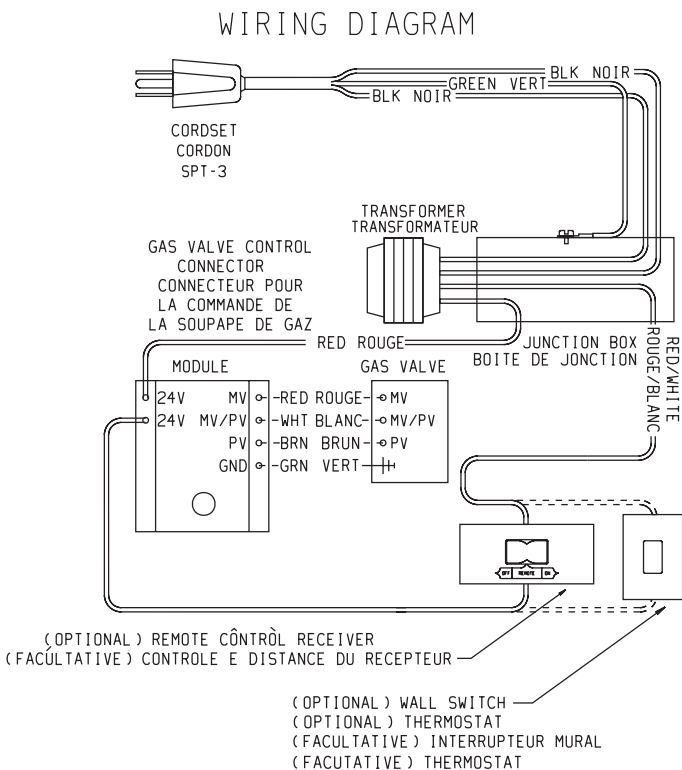 WIRING DIAGRAM
BLK NOIR
GREEN VERT
BLK NOIR
CORDSET
CORDON
SPT-3
TRANSFORMER
TRANSFORMATEUR
GAS VALVE CONTROL
CONNECTOR
CONNECTEUR POUR
LA COMMANDE DE
LA SOUPAPE DE GAZ
RED ROUGE
JUNCTION BOX
BOITE DE JONCTION
RED/WHITE
ROUGE/BLANC
MODULE
GAS VALVE
24V MV RED ROUGE MV
24V MV/PV WHT BLANC MV/PV
PV BRN BRUN PV
GND GRN VERT
OFF REMOTE ON
(OPTIONAL) REMOTE CÔNTRÒL RECEIVER
(FACÚLTATIVE) CONTROLE E DISTANCE DU RECEPTEUR
(OPTIONAL) WALL SWITCH
(OPTIONAL) THERMOSTAT
(FACULTATIVE) INTERRUPTEUR MURAL
(FACUTATIVE) THERMOSTAT